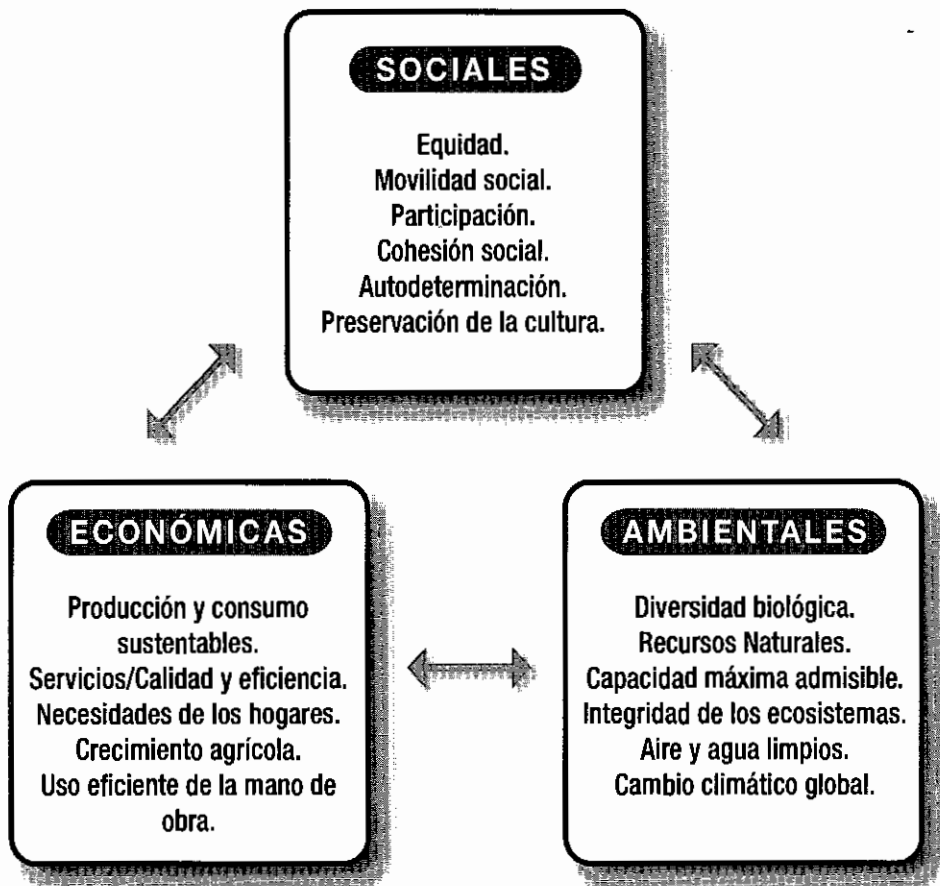 SOCIALES
Equidad.
Movilidad social.
Participación.
Cohesión social.
Autodeterminación.
Preservación de la cultura.
ECONÓMICAS
Producción y consumo
sustentables.
Servicios/Calidad y eficiencia.
Necesidades de los hogares.
Crecimiento agrícola.
Uso eficiente de la mano de
obra.
AMBIENTALES
Diversidad biológica.
Recursos Naturales.
Capacidad máxima admisible.
Integridad de los ecosistemas.
Aire y agua limpios.
Cambio climático global.